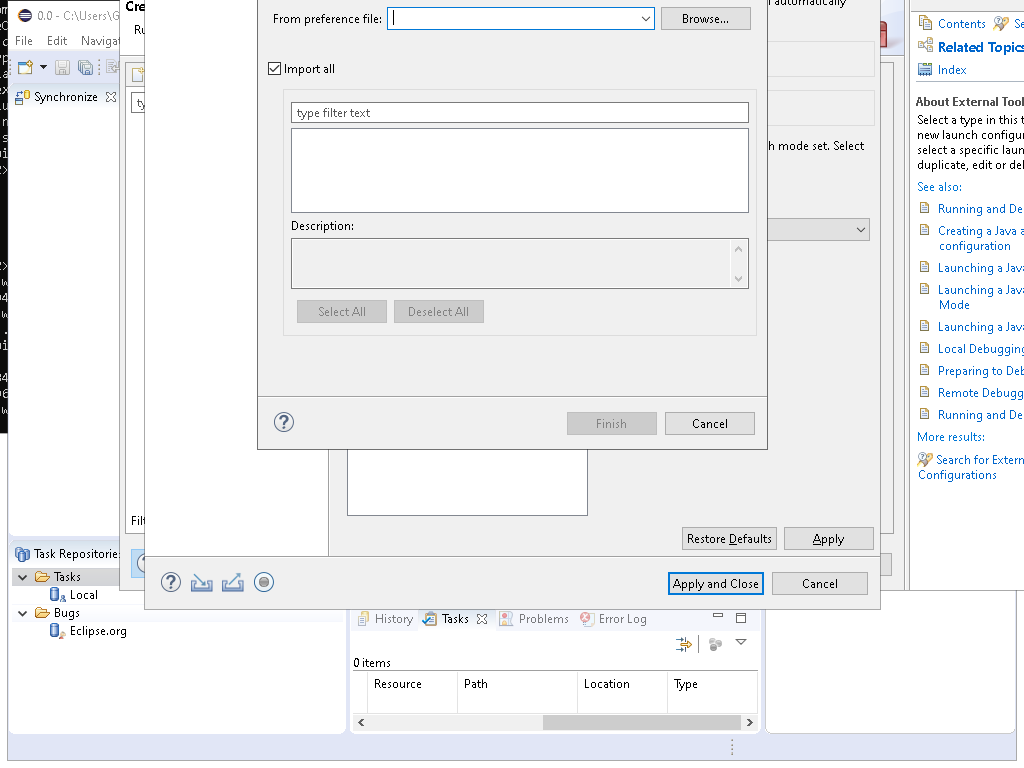 0.0 - C:\Users\G
File Edit Navigat
Synchronize
Cre
Ru
From preference file:
Browse...
Import all
type filter text
Description:
Select All
Deselect All
Finish
Cancel
automatically
h mode set. Select
Filt
Restore Defaults
Apply
Apply and Close
Cancel
Contents
Se
Related Topics
Index
About External Tool
Select a type in this t
new launch configur
select a specific laun
duplicate, edit or del
See also:
Running and De
Creating a Java a
configuration
Launching a Java
Launching a Java
Mode
Launching a Java
Local Debugging
Preparing to Deb
Remote Debugg
Running and De
More results:
Search for Extern
Configurations
Task Repositories
Tasks
Local
Bugs
Eclipse.org
History
Tasks
Problems
Error Log
0 items
Resource
Path
Location
Type